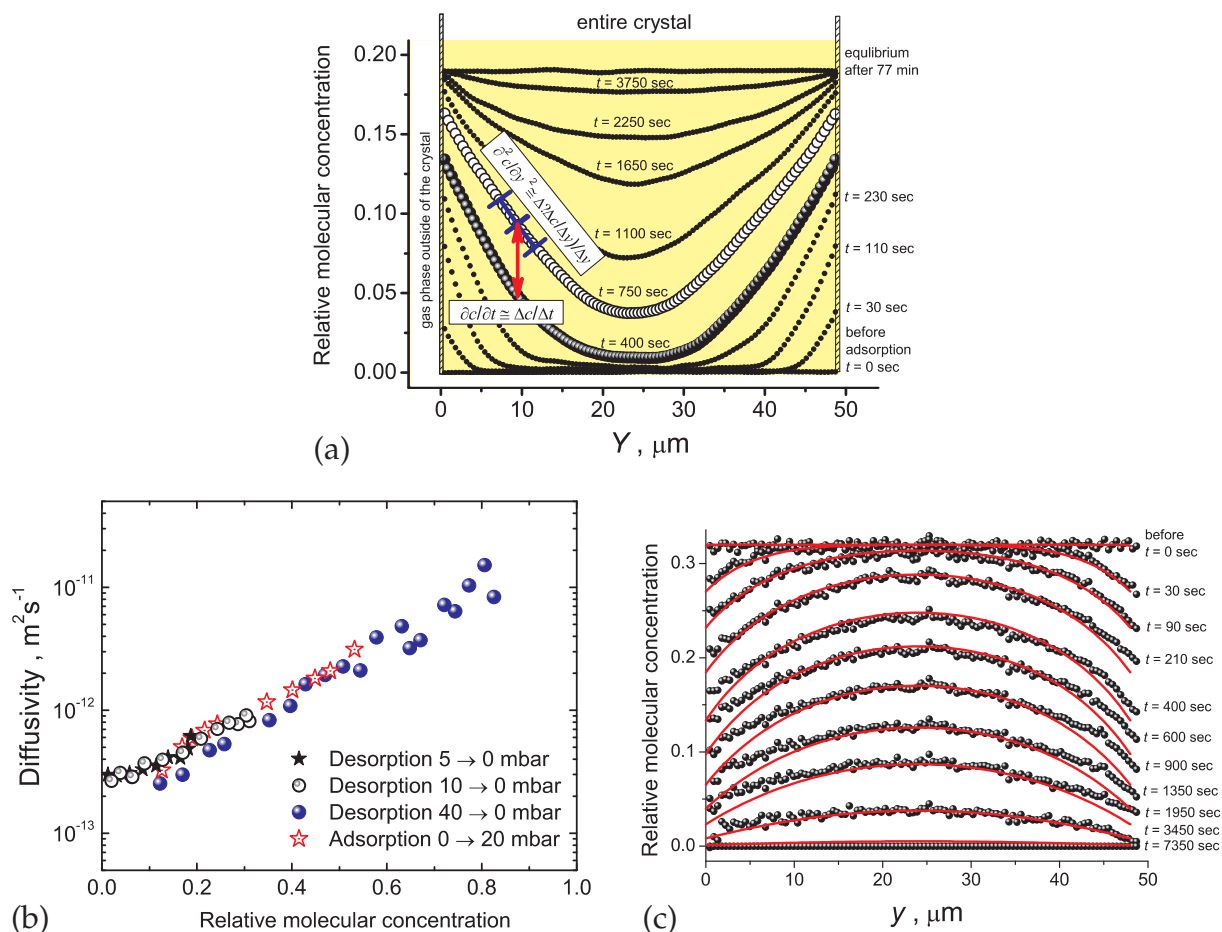 entire crystal
Relative molecular concentration
0.20
0.15
0.10
0.05
0.00
gas phase outside of the crystal
equlibrium
after 77 min
t = 3750 sec
t = 2250 sec
t = 1650 sec
∂² c/∂y ² ≅ Δ?Δc/Δy)/Δy
t = 1100 sec
t = 750 sec
∂c/∂t ≅ Δc/Δt
t = 400 sec
t = 230 sec
t = 110 sec
t = 30 sec
before
adsorption
t = 0 sec
0 10 20 30 40 50
Y , μm
(a)
Diffusivity , m²s⁻¹
10⁻¹¹
10⁻¹²
10⁻¹³
Desorption 5 → 0 mbar
Desorption 10 → 0 mbar
Desorption 40 → 0 mbar
Adsorption 0 → 20 mbar
0.0 0.2 0.4 0.6 0.8 1.0
Relative molecular concentration
(b)
Relative molecular concentration
0.3
0.2
0.1
0.0
before
t = 0 sec
t = 30 sec
t = 90 sec
t = 210 sec
t = 400 sec
t = 600 sec
t = 900 sec
t = 1350 sec
t = 1950 sec
t = 3450 sec
t = 7350 sec
0 10 20 30 40 50
y , μm
(c)